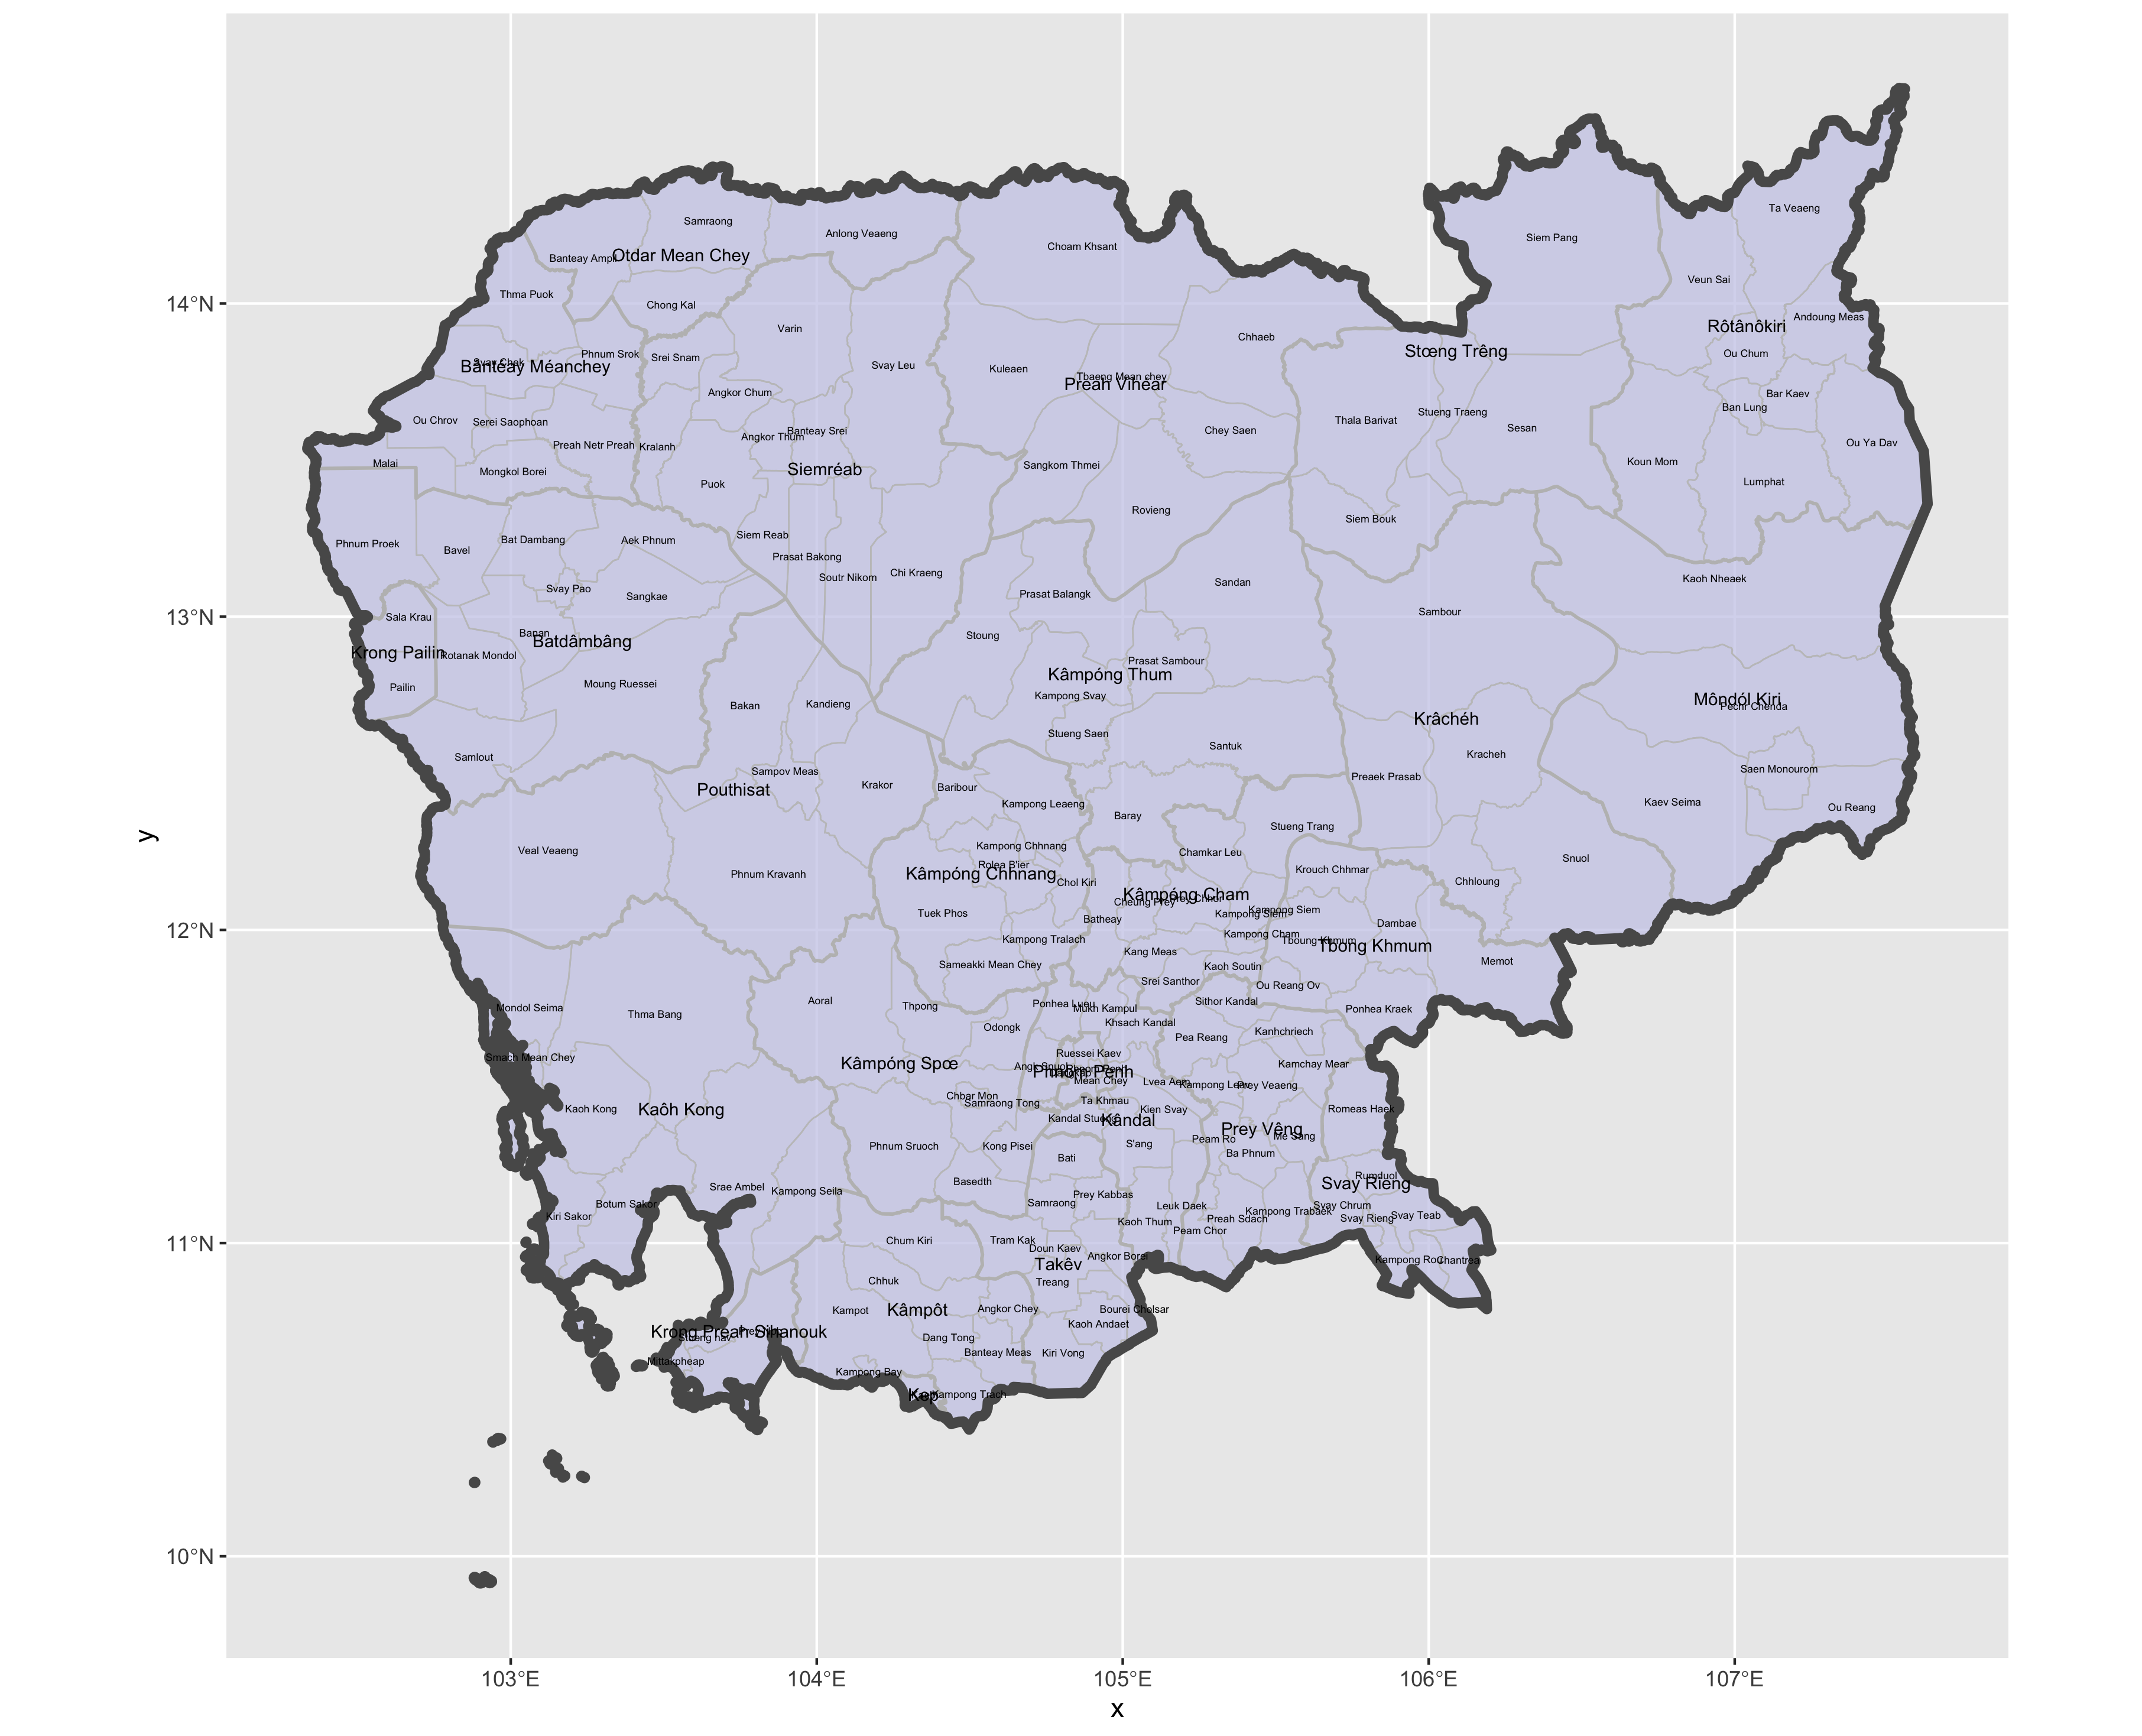 Ta Veaeng
Samraong
Anlong Veaeng
Siem Pang
Choam Khsant
Otdar Mean Chey
Banteay Ampil
Veun Sai
Thma Puok
14°N
Chong Kal
Andoung Meas
Rôtânôkiri
Varin
Chhaeb
Stœng Trêng
Ou Chum
Phnum Srok
Srei Snam
Svay Chek
Banteay Méanchey
Svay Leu
Kuleaen
Tbaeng Mean chey
Preah Vihear
Angkor Chum
Bar Kaev
Ban Lung
Stueng Traeng
Ou Chrov
Serei Saophoan
Thala Barivat
Sesan
Banteay Srei
Angkor Thum
Chey Saen
Ou Ya Dav
Preah Netr Preah
Kralanh
Malai
Mongkol Borei
Siemréab
Sangkom Thmei
Koun Mom
Puok
Lumphat
Rovieng
Siem Bouk
Phnum Proek
Bavel
Bat Dambang
Aek Phnum
Siem Reab
Prasat Bakong
Soutr Nikom
Chi Kraeng
Sandan
Kaoh Nheaek
Svay Pao
Sangkae
Prasat Balangk
13°N
Sala Krau
Sambour
Banan
Batdâmbâng
Stoung
Krong Pailin
Rotanak Mondol
Prasat Sambour
Kâmpóng Thum
Pailin
Moung Ruessei
Kampong Svay
Môndól Kiri
Pechr Chenda
Bakan
Kandieng
Krâchéh
Stueng Saen
Santuk
Kracheh
Samlout
Sampov Meas
Preaek Prasab
Saen Monourom
Pouthisat
Krakor
Baribour
Kampong Leaeng
Kaev Seima
Ou Reang
Baray
Stueng Trang
y
Veal Veaeng
Kampong Chhnang
Chamkar Leu
Snuol
Rolea B'ier
Kâmpóng Chhnang
Phnum Kravanh
Krouch Chhmar
Chol Kiri
Chhloung
Kâmpóng Cham
Cheung Prey
Prey Chhor
Tuek Phos
Batheay
Kampong Siem
Kampong Siem
Dambae
12°N
Kampong Cham
Kampong Tralach
Tboung Khmum
Tbong Khmum
Kang Meas
Memot
Sameakki Mean Chey
Kaoh Soutin
Srei Santhor
Ou Reang Ov
Mondol Seima
Thma Bang
Aoral
Thpong
Ponhea Lueu
Mukh Kampul
Sithor Kandal
Ponhea Kraek
Odongk
Khsach Kandal
Kanhchriech
Pea Reang
Smach Mean Chey
Kâmpóng Spœ
Ruessei Kaev
Kamchay Mear
Angk Snuol
Phnom Penh
Mean Chey
Lvea Aem
Kampong Leav
Prey Veaeng
Chbar Mon
Samraong Tong
Ta Khmau
Kaoh Kong
Kaôh Kong
Kien Svay
Romeas Haek
Kandal Stueng
Kândal
Prey Vêng
Me Sang
Phnum Sruoch
Kong Pisei
S'ang
Peam Ro
Ba Phnum
Bati
Rumduol
Basedth
Svay Rieng
Srae Ambel
Kampong Seila
Prey Kabbas
Botum Sakor
Samraong
Leuk Daek
Svay Chrum
Kiri Sakor
Kaoh Thum
Preah Sdach
Kampong Trabaek
Svay Rieng
Svay Teab
Peam Chor
11°N
Chum Kiri
Tram Kak
Doun Kaev
Angkor Borei
Takêv
Kampong Rou
Chantrea
Chhuk
Treang
Kampot
Kâmpôt
Angkor Chey
Bourei Cholsar
Kaoh Andaet
Krong Preah Sihanouk
Prey Nob
Stueng hav
Dang Tong
Banteay Meas
Kiri Vong
Mittakpheap
Kampong Bay
Kep
Kampong Trach
10°N
103°E
104°E
105°E
106°E
107°E
x